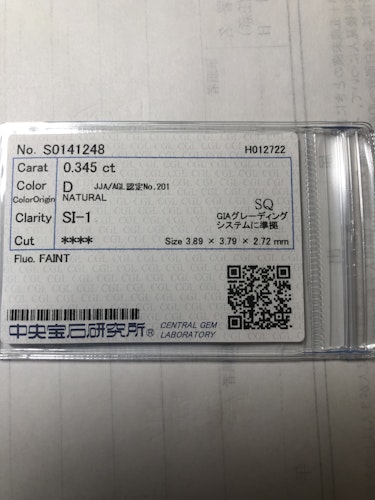 No. S0141248 H012722
Carat 0.345 ct
Color D JJA/AGL認定No.201
ColorOrigin NATURAL
SQ
Clarity SI-1 GIAグレーディング
システムに準拠
Cut **** Size 3.89 × 3.79 × 2.72 mm
Fluo. FAINT
中央宝石研究所® CENTRAL GEM
LABORATORY